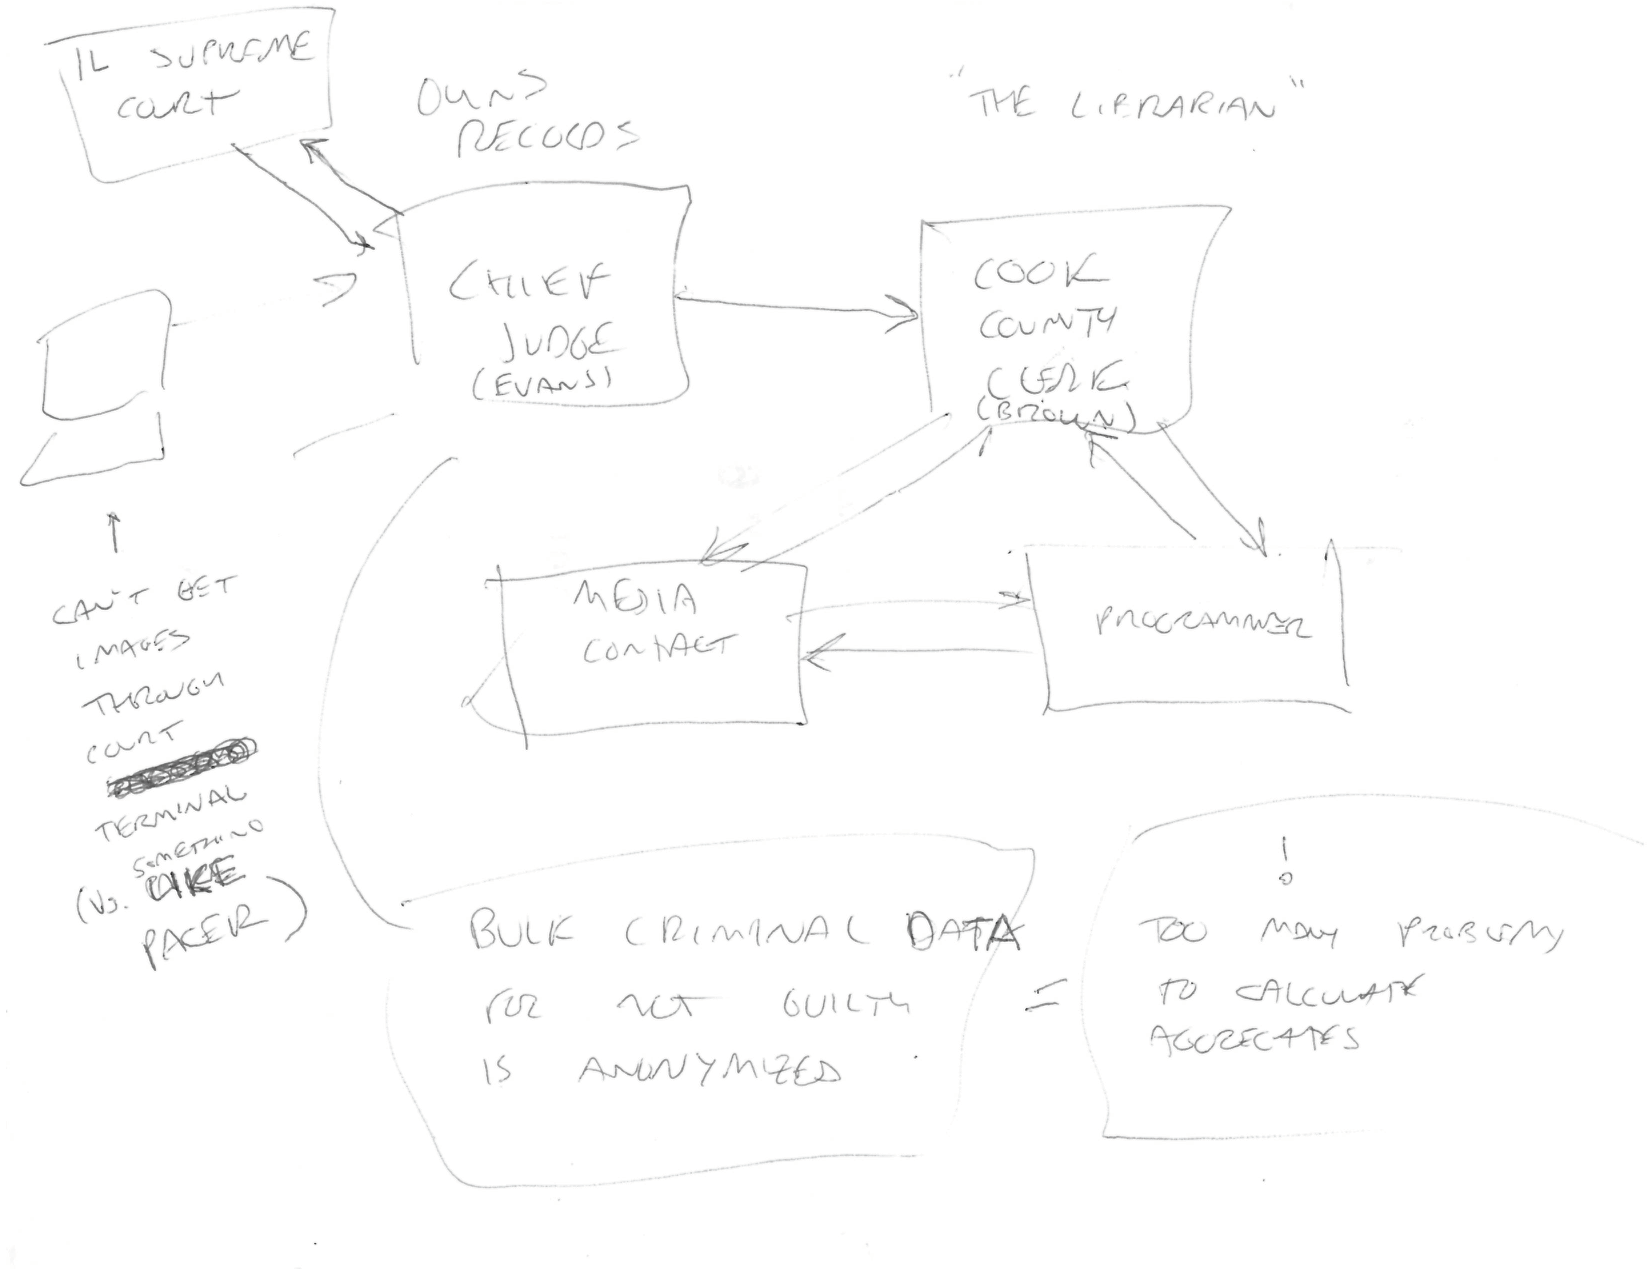 IL SUPREME
COURT
OWNS
RECORDS
"THE LIBRARIAN"
CHIEF
JUDGE
(EVANS)
COOK
COUNTY
CLERK
(BROWN)
MEDIA
CONTACT
PROGRAMMER
CAN'T GET
IMAGES
THROUGH
COURT
TERMINAL
SOMETHING
(VS. LIKE
PACER)
BULK CRIMINAL DATA
FOR NOT GUILTY
IS ANONYMIZED
=
!
TOO MANY PROBLEMS
TO CALCULATE
AGGREGATES